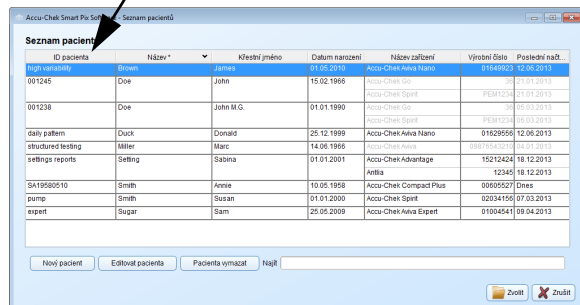 Accu-Chek Smart Pix Software - Seznam pacientů
Seznam pacientů
ID pacienta Název * Křestní jméno Datum narození Název zařízení Výrobní číslo Poslední načt...
high variability Brown James 01.05.2010 Accu-Chek Aviva Nano 01649923 12.06.2013
001245 Doe John 15.02.1966 Accu-Chek Go 36 21.01.2013
Accu-Chek Spirit PEM1234 21.01.2013
001238 Doe John M.G. 01.01.1990 Accu-Chek Go 36 05.03.2013
Accu-Chek Spirit PEM1234 05.03.2013
daily pattern Duck Donald 25.12.1999 Accu-Chek Aviva Nano 01629556 12.06.2013
structured testing Miller Marc 14.06.1966 Accu-Chek Aviva 09876543210 04.01.2013
settings reports Setting Sabina 01.01.2001 Accu-Chek Advantage 15212424 18.12.2013
Antilia 12345 18.12.2013
SA19580510 Smith Annie 10.05.1958 Accu-Chek Compact Plus 00605527 Dnes
pump Smith Susan 01.01.2000 Accu-Chek Spirit 02034156 07.03.2013
expert Sugar Sam 25.05.2009 Accu-Chek Aviva Expert 01004541 09.04.2013
Nový pacient Editovat pacienta Pacienta vymazat Najít
Zvolit Zrušit